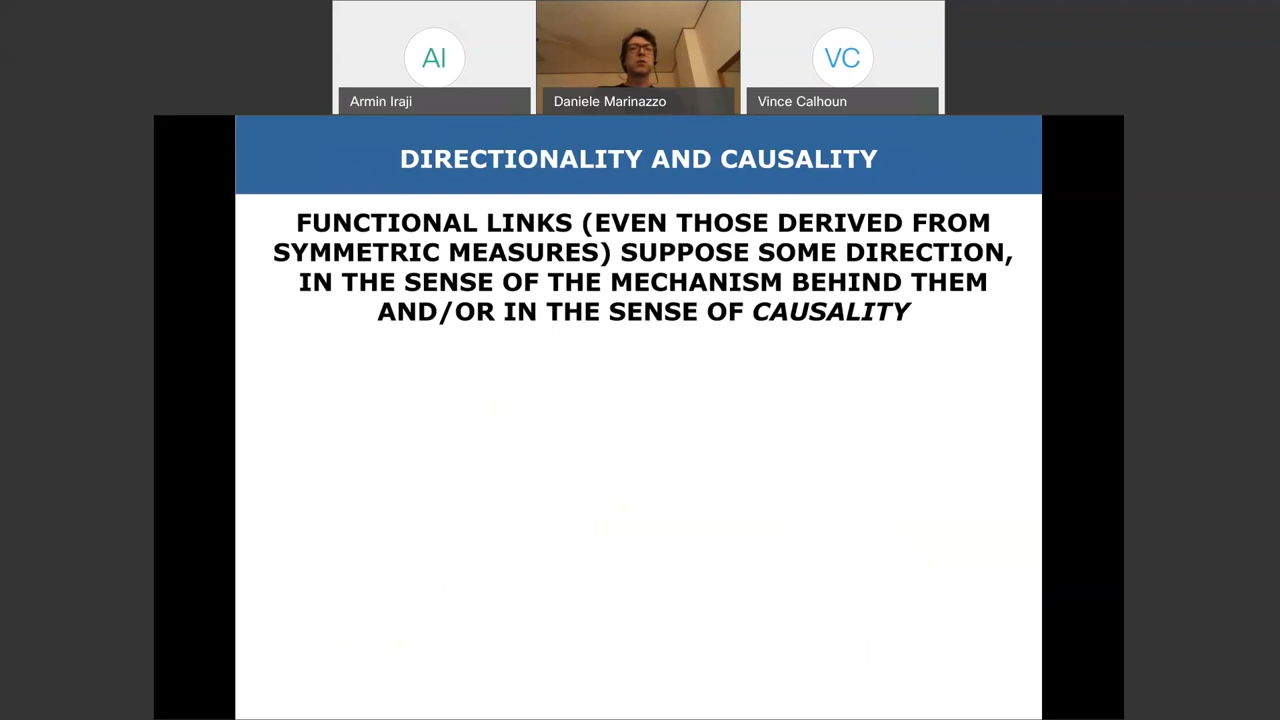 AI
VC
Armin Iraji
Daniele Marinazzo
Vince Calhoun
DIRECTIONALITY AND CAUSALITY
FUNCTIONAL LINKS (EVEN THOSE DERIVED FROM
SYMMETRIC MEASURES) SUPPOSE SOME DIRECTION,
IN THE SENSE OF THE MECHANISM BEHIND THEM
AND/OR IN THE SENSE OF CAUSALITY